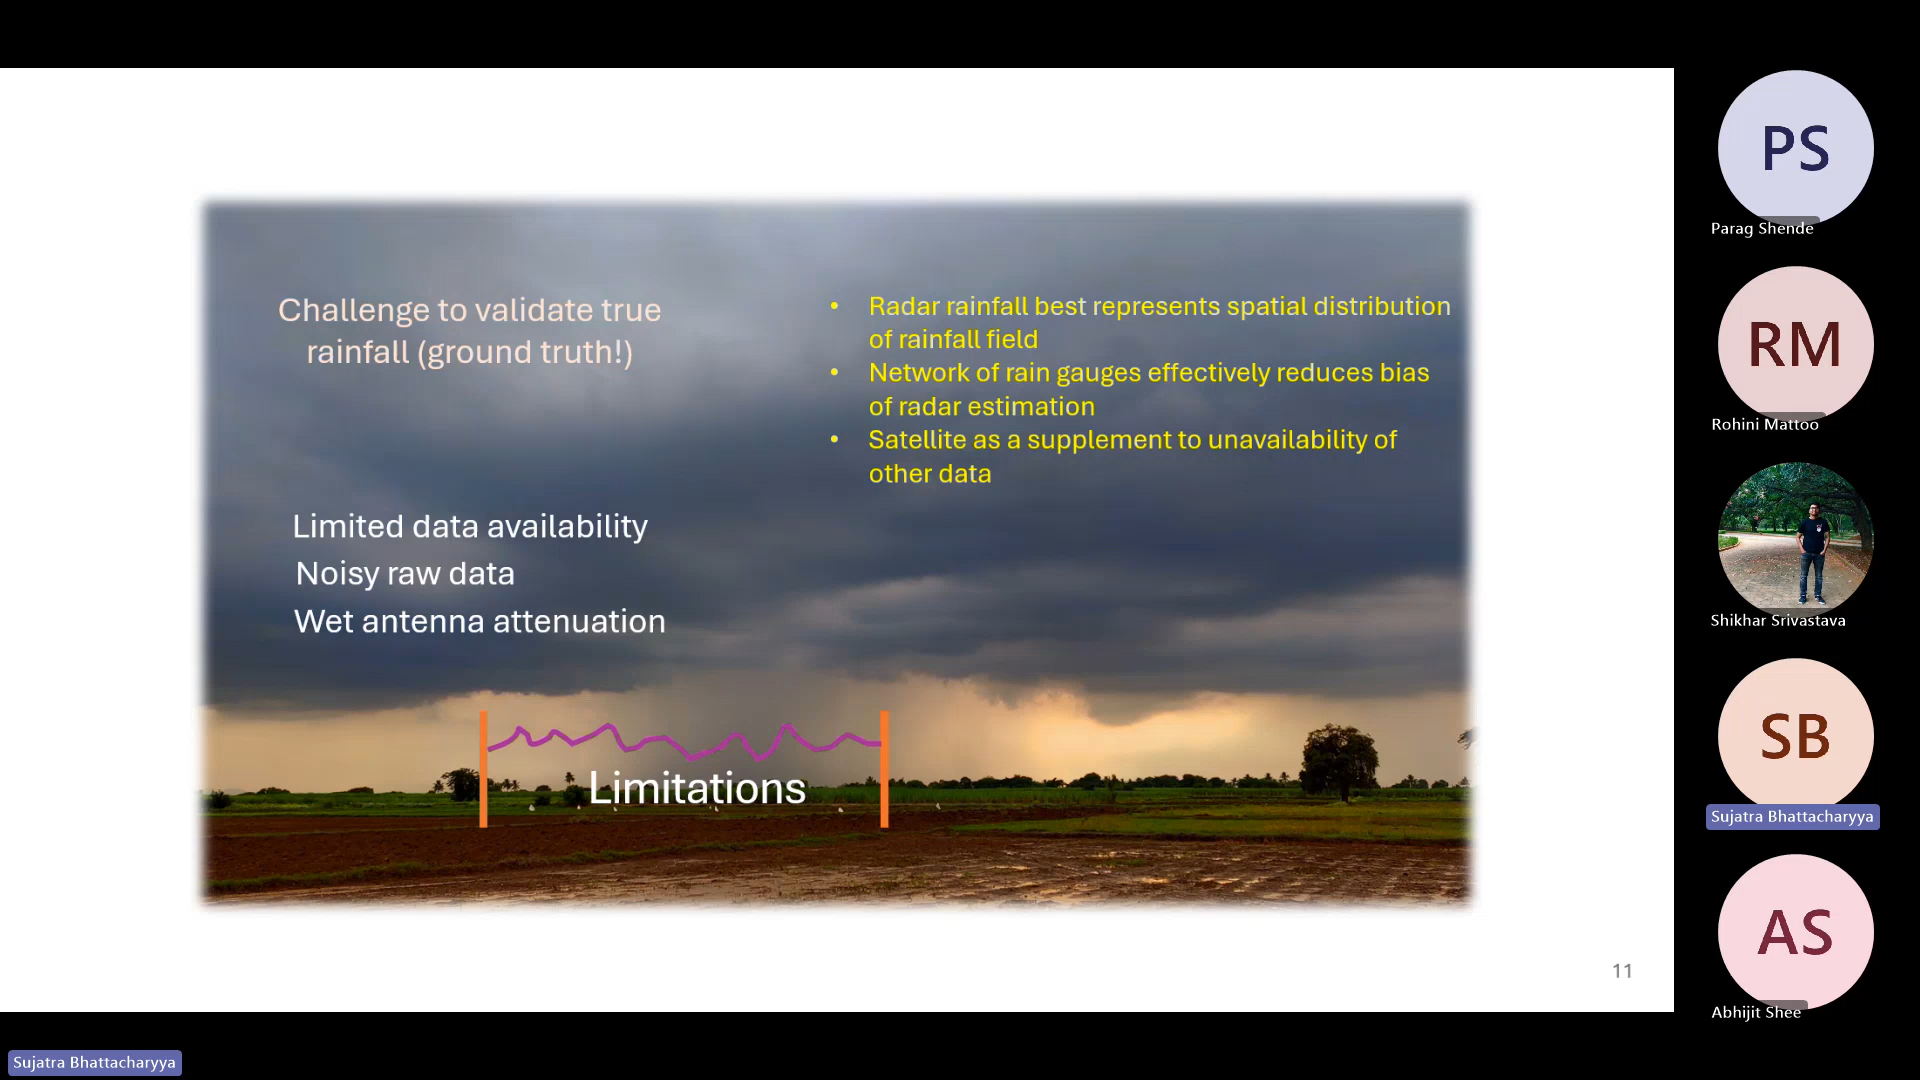 Challenge to validate true
rainfall (ground truth!)
• Radar rainfall best represents spatial distribution
of rainfall field
• Network of rain gauges effectively reduces bias
of radar estimation
• Satellite as a supplement to unavailability of
other data
Limited data availability
Noisy raw data
Wet antenna attenuation
Limitations
11
PS
Parag Shende
RM
Rohini Mattoo
Shikhar Srivastava
SB
Sujatra Bhattacharyya
AS
Abhijit Shee
Sujatra Bhattacharyya